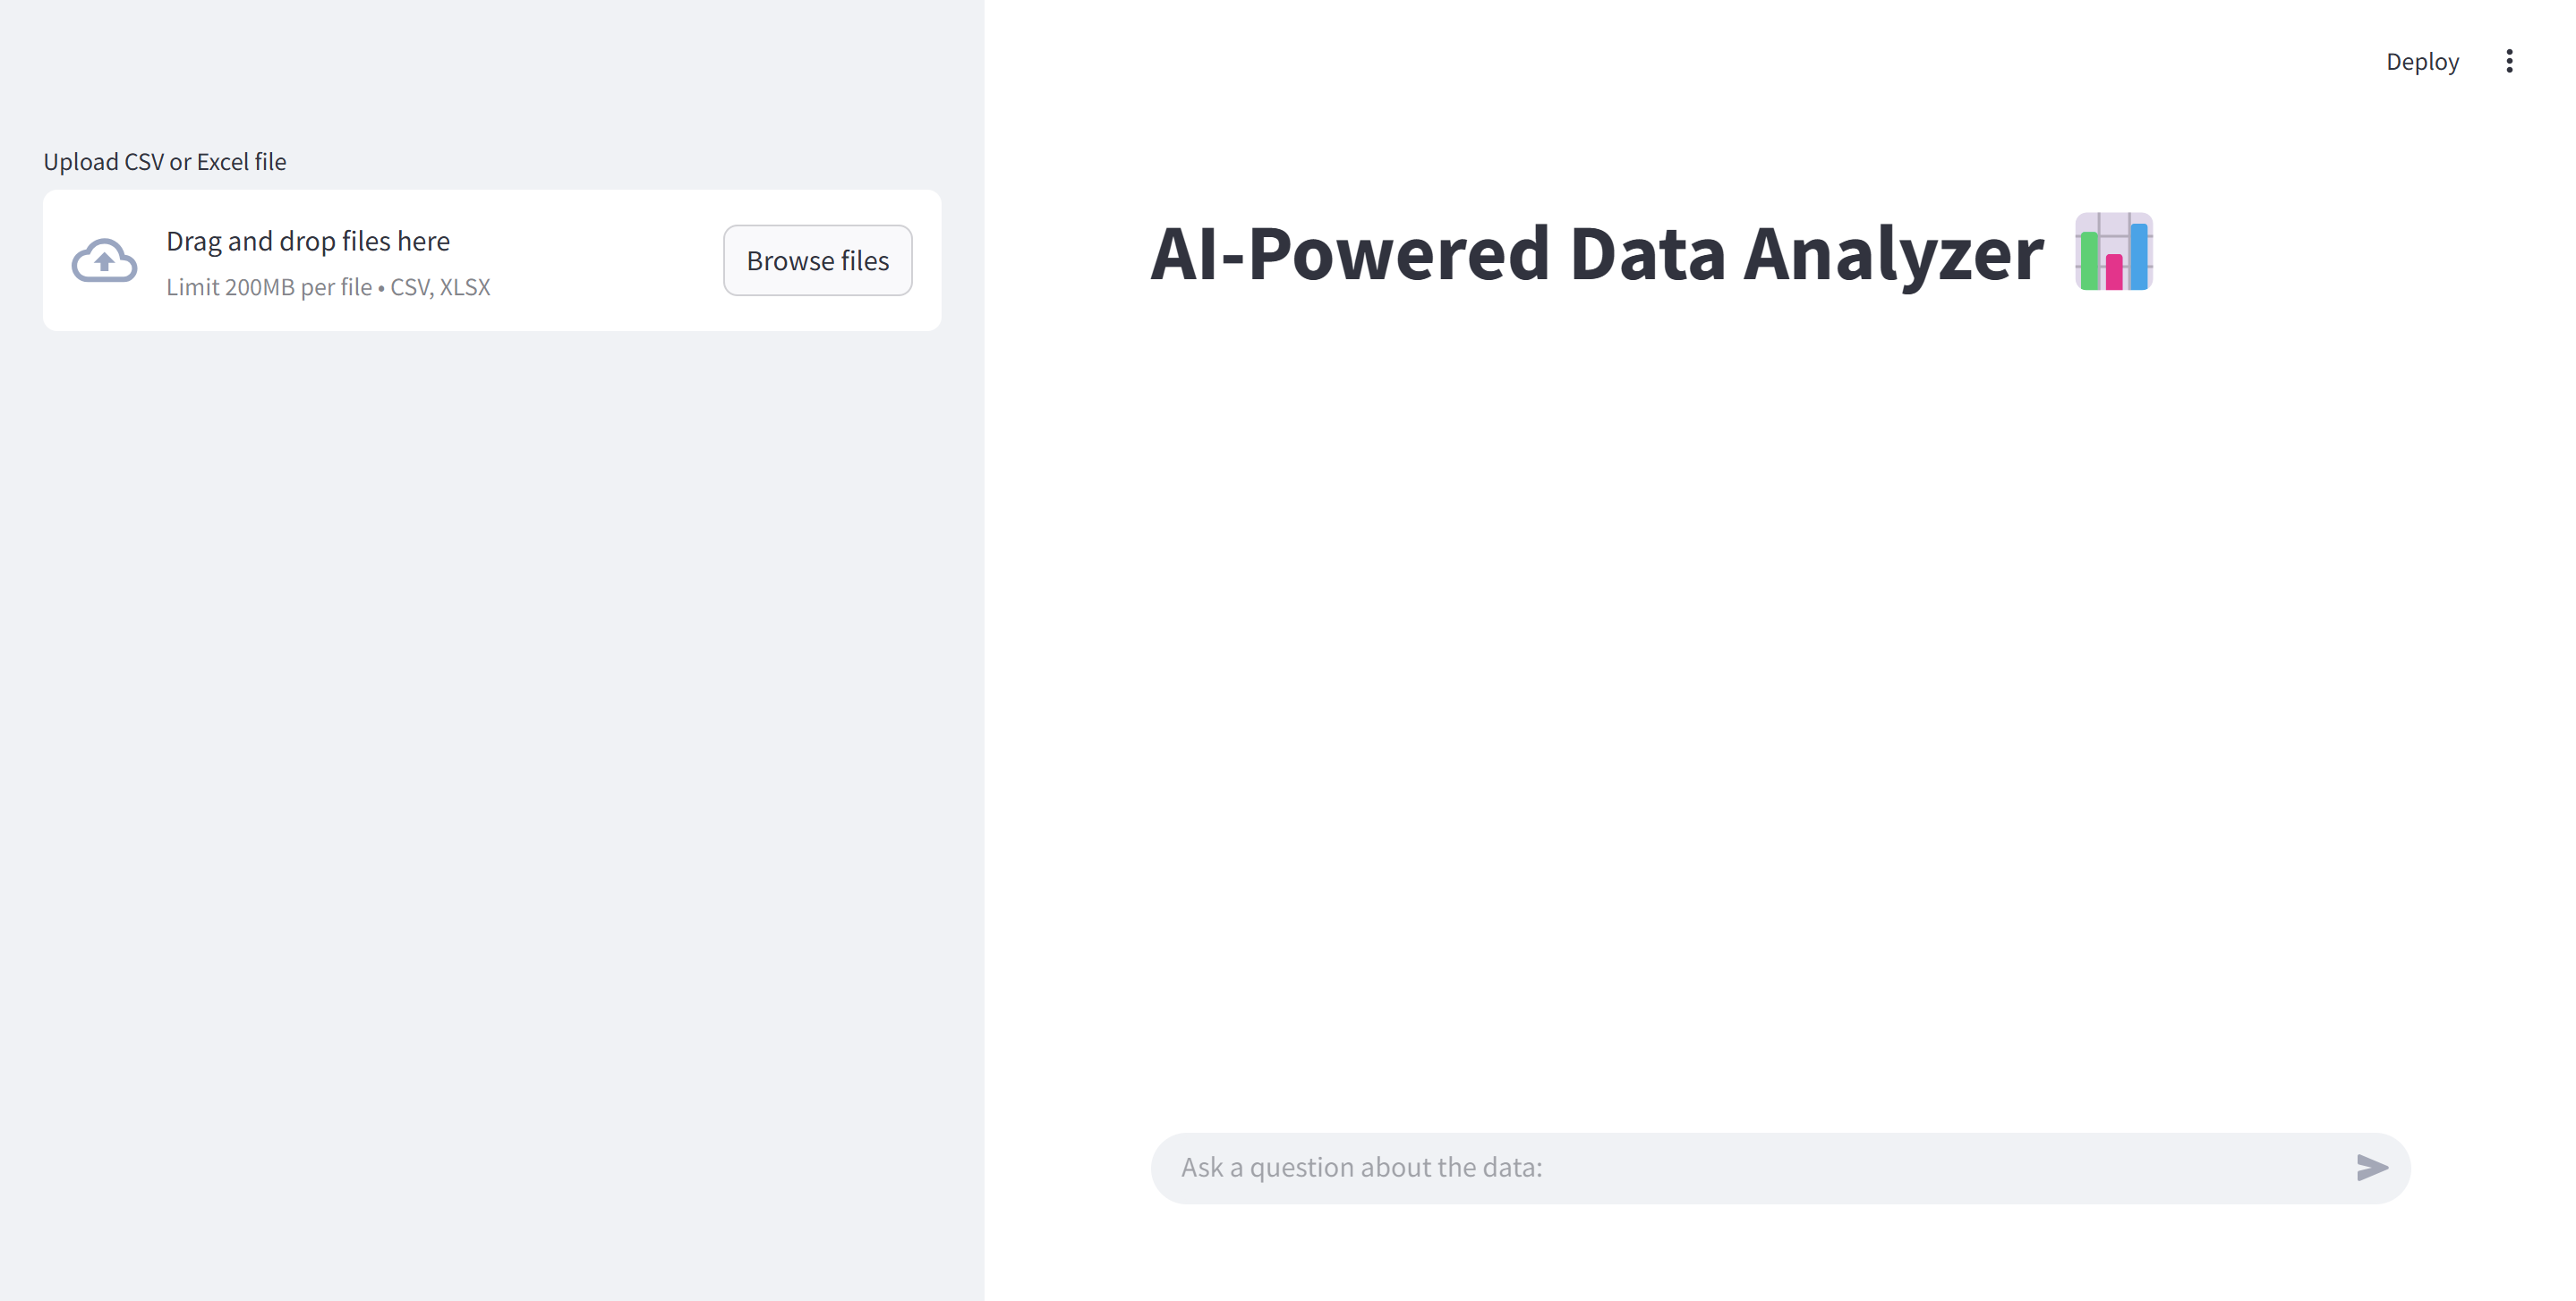 Deploy
Upload CSV or Excel file
Drag and drop files here
Limit 200MB per file • CSV, XLSX
Browse files
AI-Powered Data Analyzer 📊
Ask a question about the data: